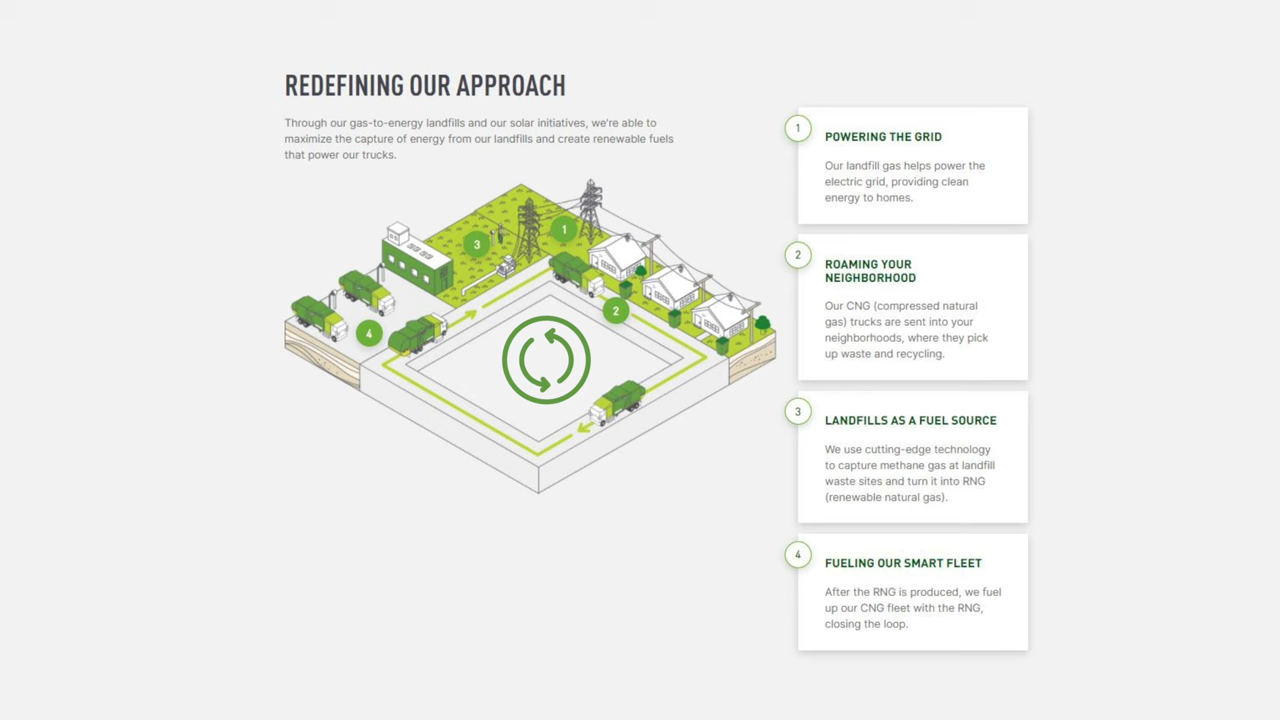 REDEFINING OUR APPROACH
Through our gas-to-energy landfills and our solar initiatives, we're able to
maximize the capture of energy from our landfills and create renewable fuels
that power our trucks.
1
3
2
4
1
POWERING THE GRID
Our landfill gas helps power the
electric grid, providing clean
energy to homes.
2
ROAMING YOUR
NEIGHBORHOOD
Our CNG (compressed natural
gas) trucks are sent into your
neighborhoods, where they pick
up waste and recycling.
3
LANDFILLS AS A FUEL SOURCE
We use cutting-edge technology
to capture methane gas at landfill
waste sites and turn it into RNG
(renewable natural gas).
4
FUELING OUR SMART FLEET
After the RNG is produced, we fuel
up our CNG fleet with the RNG,
closing the loop.